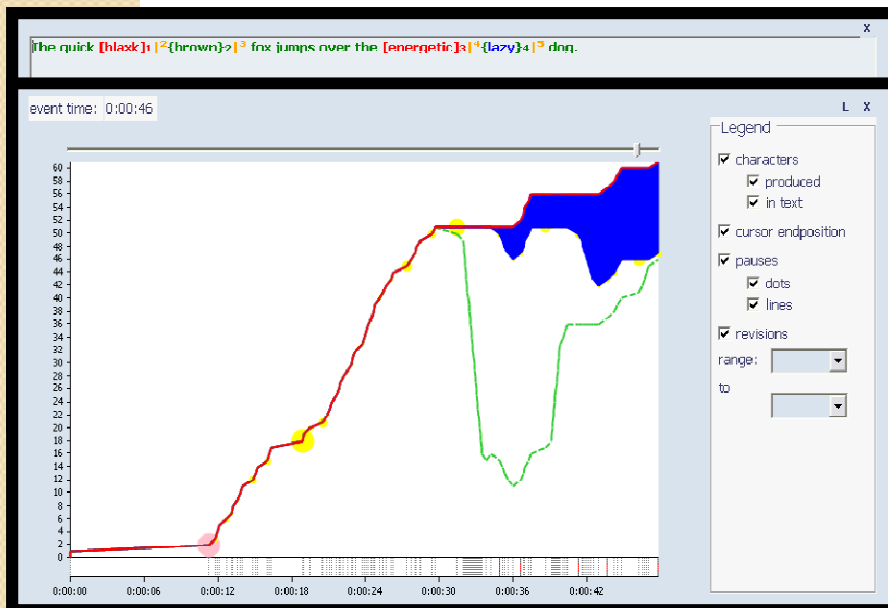 X
The quick [hlaxk]1|2{hrown}2|3 fox jumps over the [energetic]3|4{lazy}4|5 dog.
event time: 0:00:46
L X
Legend
characters
produced
in text
cursor endposition
pauses
dots
lines
revisions
range:
to
60
58
56
54
52
50
48
46
44
42
40
38
36
34
32
30
28
26
24
22
20
18
16
14
12
10
8
6
4
2
0
0:00:00 0:00:06 0:00:12 0:00:18 0:00:24 0:00:30 0:00:36 0:00:42